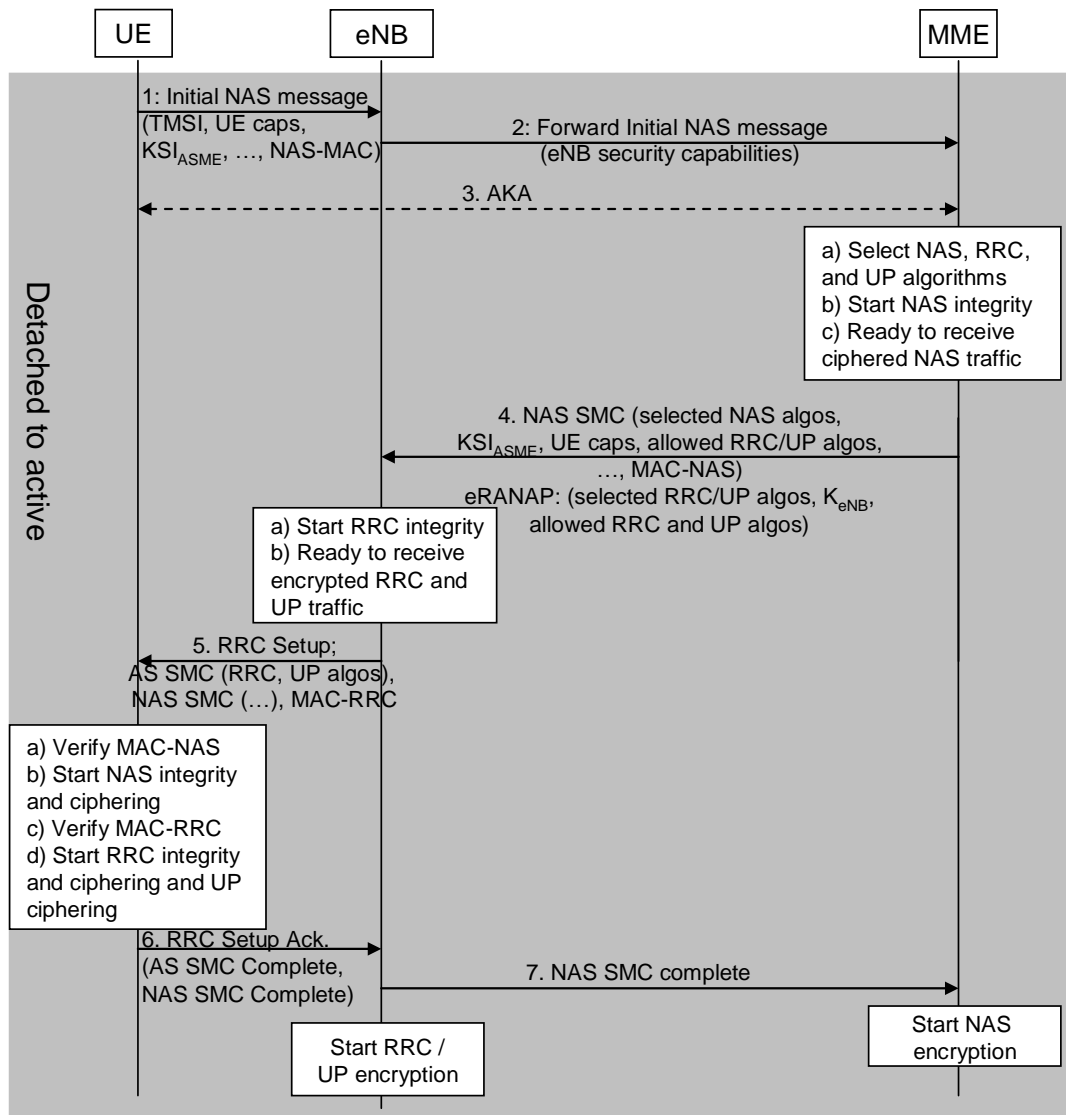 UE
eNB
MME
1: Initial NAS message
(TMSI, UE caps,
KSI_ASME, …, NAS-MAC)
2: Forward Initial NAS message
(eNB security capabilities)
3. AKA
a) Select NAS, RRC,
and UP algorithms
b) Start NAS integrity
c) Ready to receive
ciphered NAS traffic
Detached to active
4. NAS SMC (selected NAS algos,
KSI_ASME, UE caps, allowed RRC/UP algos,
…, MAC-NAS)
eRANAP: (selected RRC/UP algos, K_eNB,
allowed RRC and UP algos)
a) Start RRC integrity
b) Ready to receive
encrypted RRC and
UP traffic
5. RRC Setup;
AS SMC (RRC, UP algos),
NAS SMC (…), MAC-RRC
a) Verify MAC-NAS
b) Start NAS integrity
and ciphering
c) Verify MAC-RRC
d) Start RRC integrity
and ciphering and UP
ciphering
6. RRC Setup Ack.
(AS SMC Complete,
NAS SMC Complete)
7. NAS SMC complete
Start RRC /
UP encryption
Start NAS
encryption